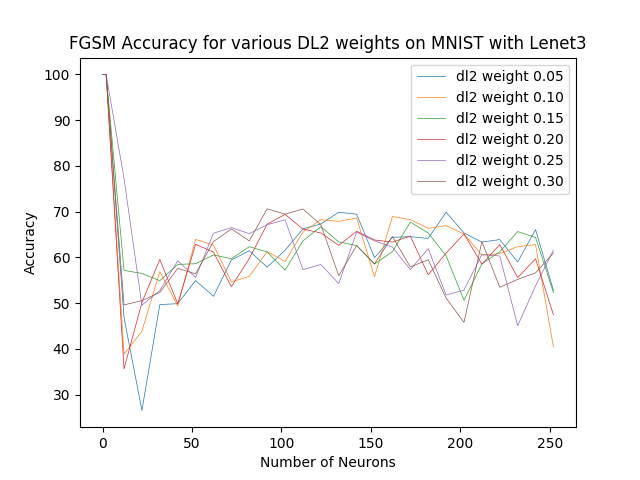 FGSM Accuracy for various DL2 weights on MNIST with Lenet3
100
90
80
70
60
50
40
30
Accuracy
dl2 weight 0.05
dl2 weight 0.10
dl2 weight 0.15
dl2 weight 0.20
dl2 weight 0.25
dl2 weight 0.30
0
50
100
150
200
250
Number of Neurons